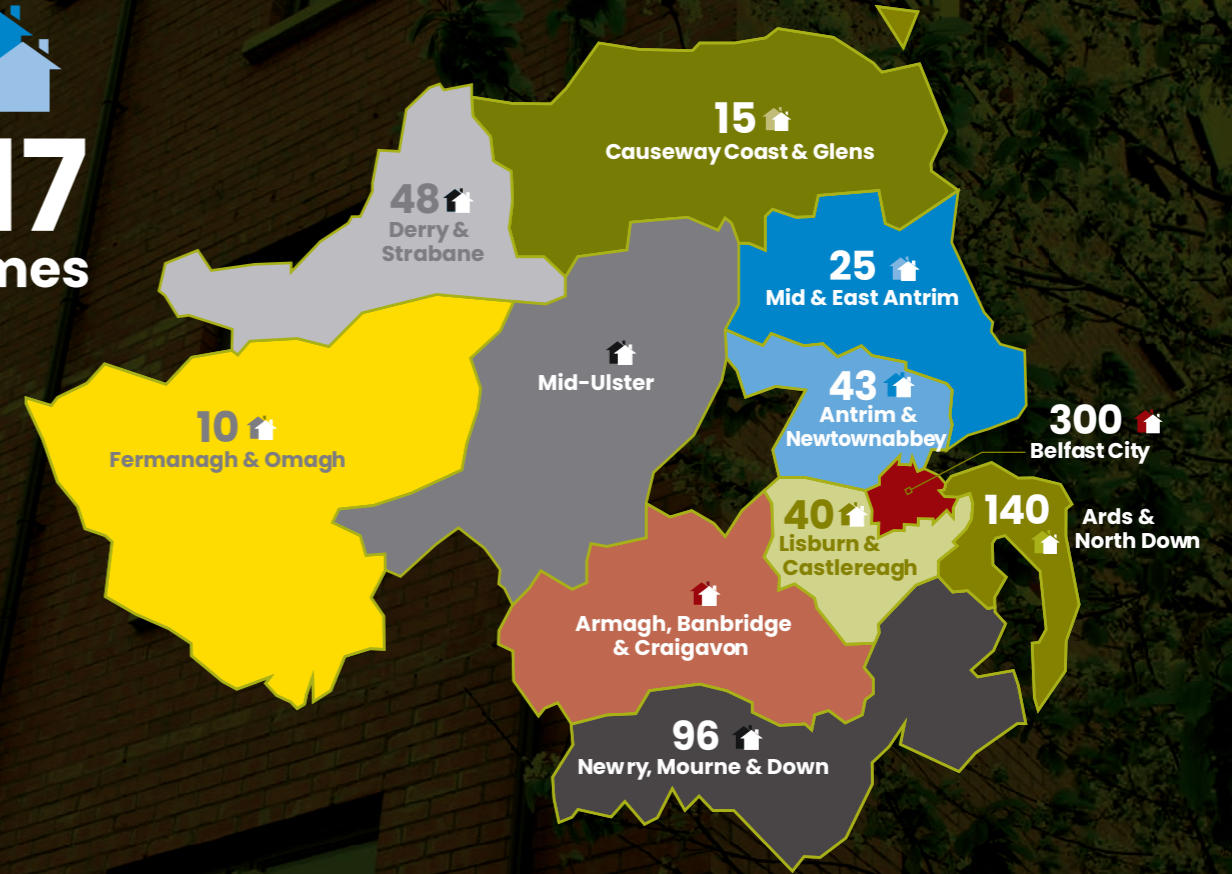 17
mes
15
Causeway Coast & Glens
48
Derry &
Strabane
25
Mid & East Antrim
Mid-Ulster
43
Antrim &
Newtownabbey
10
Fermanagh & Omagh
300
Belfast City
140
Ards &
North Down
40
Lisburn &
Castlereagh
Armagh, Banbridge
& Craigavon
96
Newry, Mourne & Down